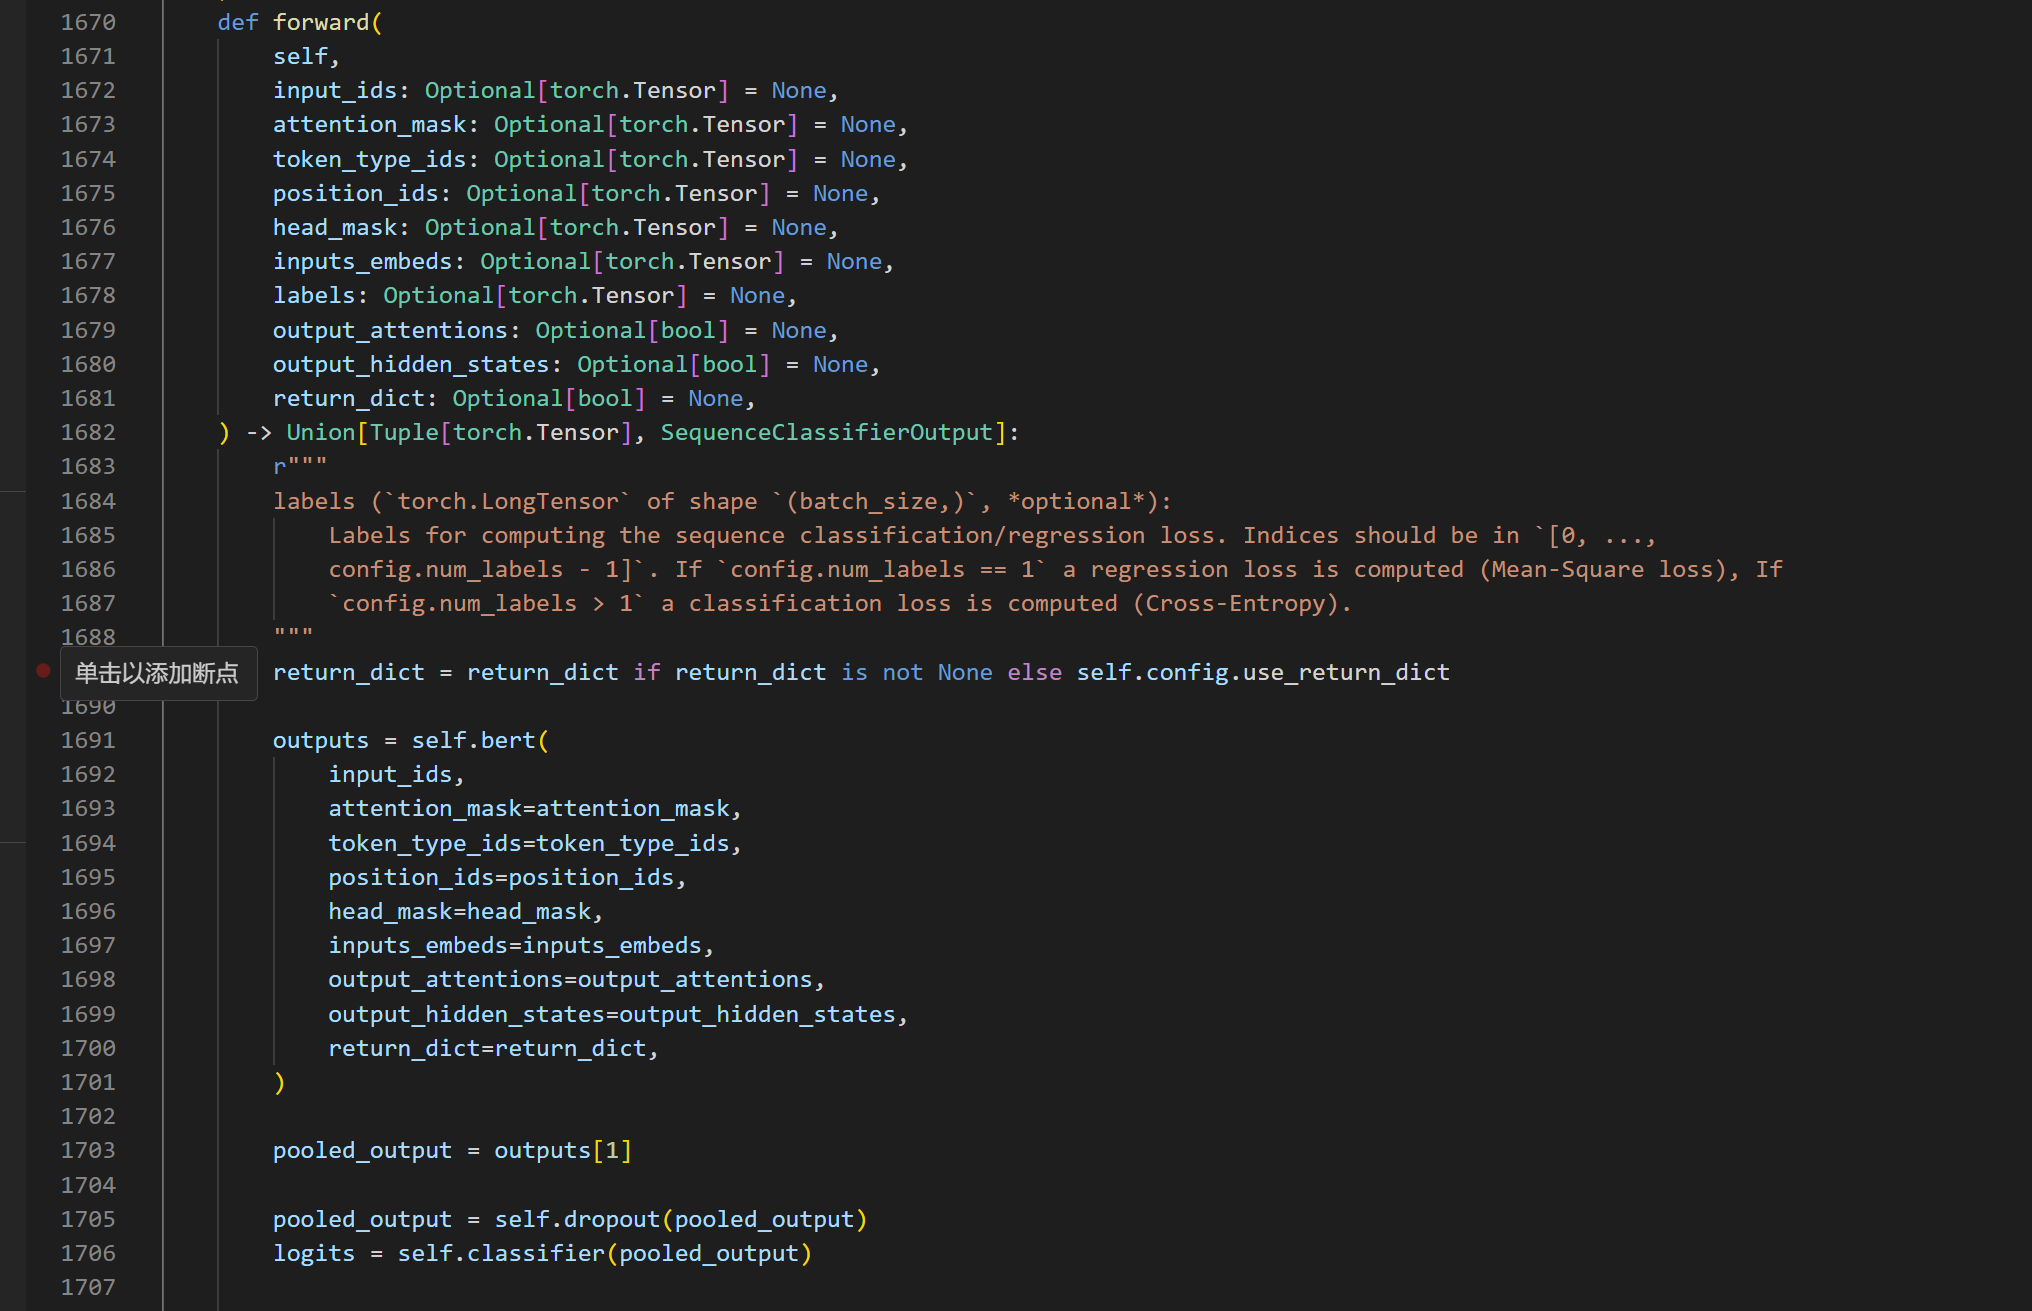 1670 def forward(
1671 self,
1672 input_ids: Optional[torch.Tensor] = None,
1673 attention_mask: Optional[torch.Tensor] = None,
1674 token_type_ids: Optional[torch.Tensor] = None,
1675 position_ids: Optional[torch.Tensor] = None,
1676 head_mask: Optional[torch.Tensor] = None,
1677 inputs_embeds: Optional[torch.Tensor] = None,
1678 labels: Optional[torch.Tensor] = None,
1679 output_attentions: Optional[bool] = None,
1680 output_hidden_states: Optional[bool] = None,
1681 return_dict: Optional[bool] = None,
1682 ) -> Union[Tuple[torch.Tensor], SequenceClassifierOutput]:
1683 r"""
1684 labels (`torch.LongTensor` of shape `(batch_size,)`, *optional*):
1685 Labels for computing the sequence classification/regression loss. Indices should be in `[0, ...,
1686 config.num_labels - 1]`. If `config.num_labels == 1` a regression loss is computed (Mean-Square loss), If
1687 `config.num_labels > 1` a classification loss is computed (Cross-Entropy).
1688 """
单击以添加断点 return_dict = return_dict if return_dict is not None else self.config.use_return_dict
1690
1691 outputs = self.bert(
1692 input_ids,
1693 attention_mask=attention_mask,
1694 token_type_ids=token_type_ids,
1695 position_ids=position_ids,
1696 head_mask=head_mask,
1697 inputs_embeds=inputs_embeds,
1698 output_attentions=output_attentions,
1699 output_hidden_states=output_hidden_states,
1700 return_dict=return_dict,
1701 )
1702
1703 pooled_output = outputs[1]
1704
1705 pooled_output = self.dropout(pooled_output)
1706 logits = self.classifier(pooled_output)
1707